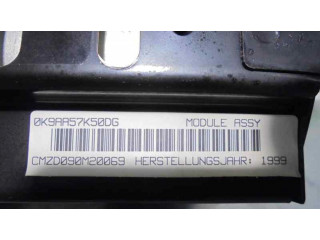 0K9AA57K50DG MODULE ASSY
CMZD090M20069 HERSTELLUNGSJAHR: 1999